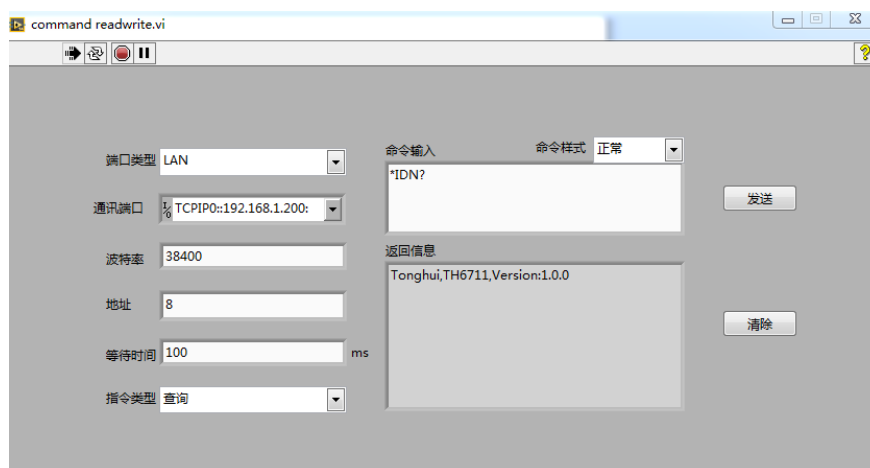 command readwrite.vi
端口类型 LAN
通讯端口 TCPIP0::192.168.1.200:
波特率 38400
地址 8
等待时间 100 ms
指令类型 查询
命令输入 命令样式 正常
*IDN?
发送
返回信息
Tonghui,TH6711,Version:1.0.0
清除